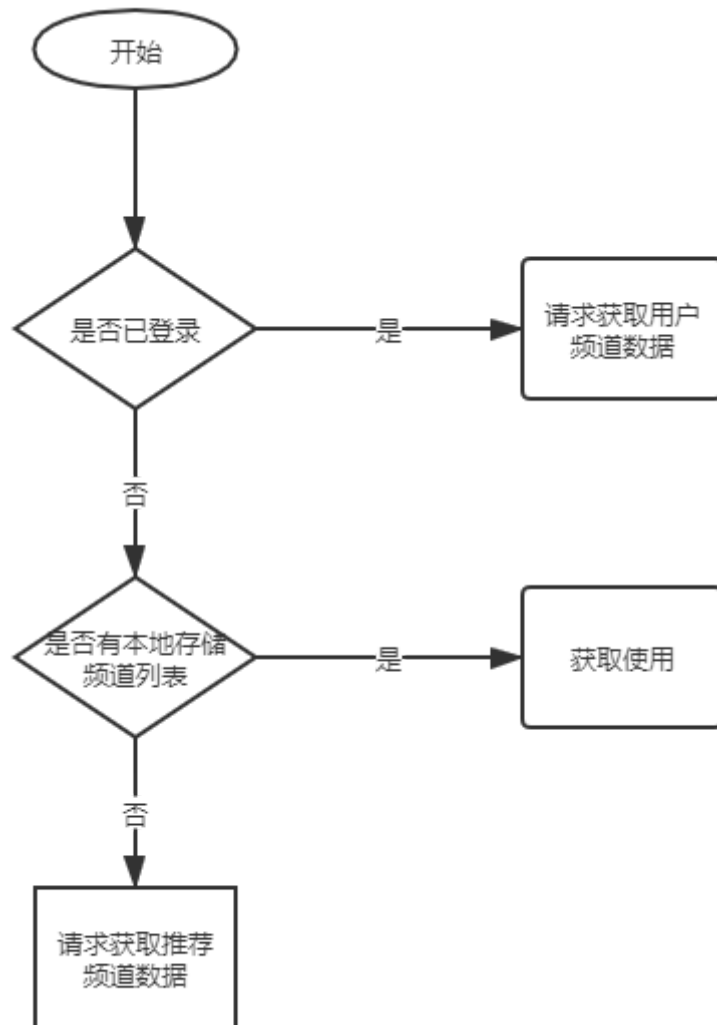 开始
是否已登录
是
请求获取用户
频道数据
否
是否有本地存储
频道列表
是
获取使用
否
请求获取推荐
频道数据